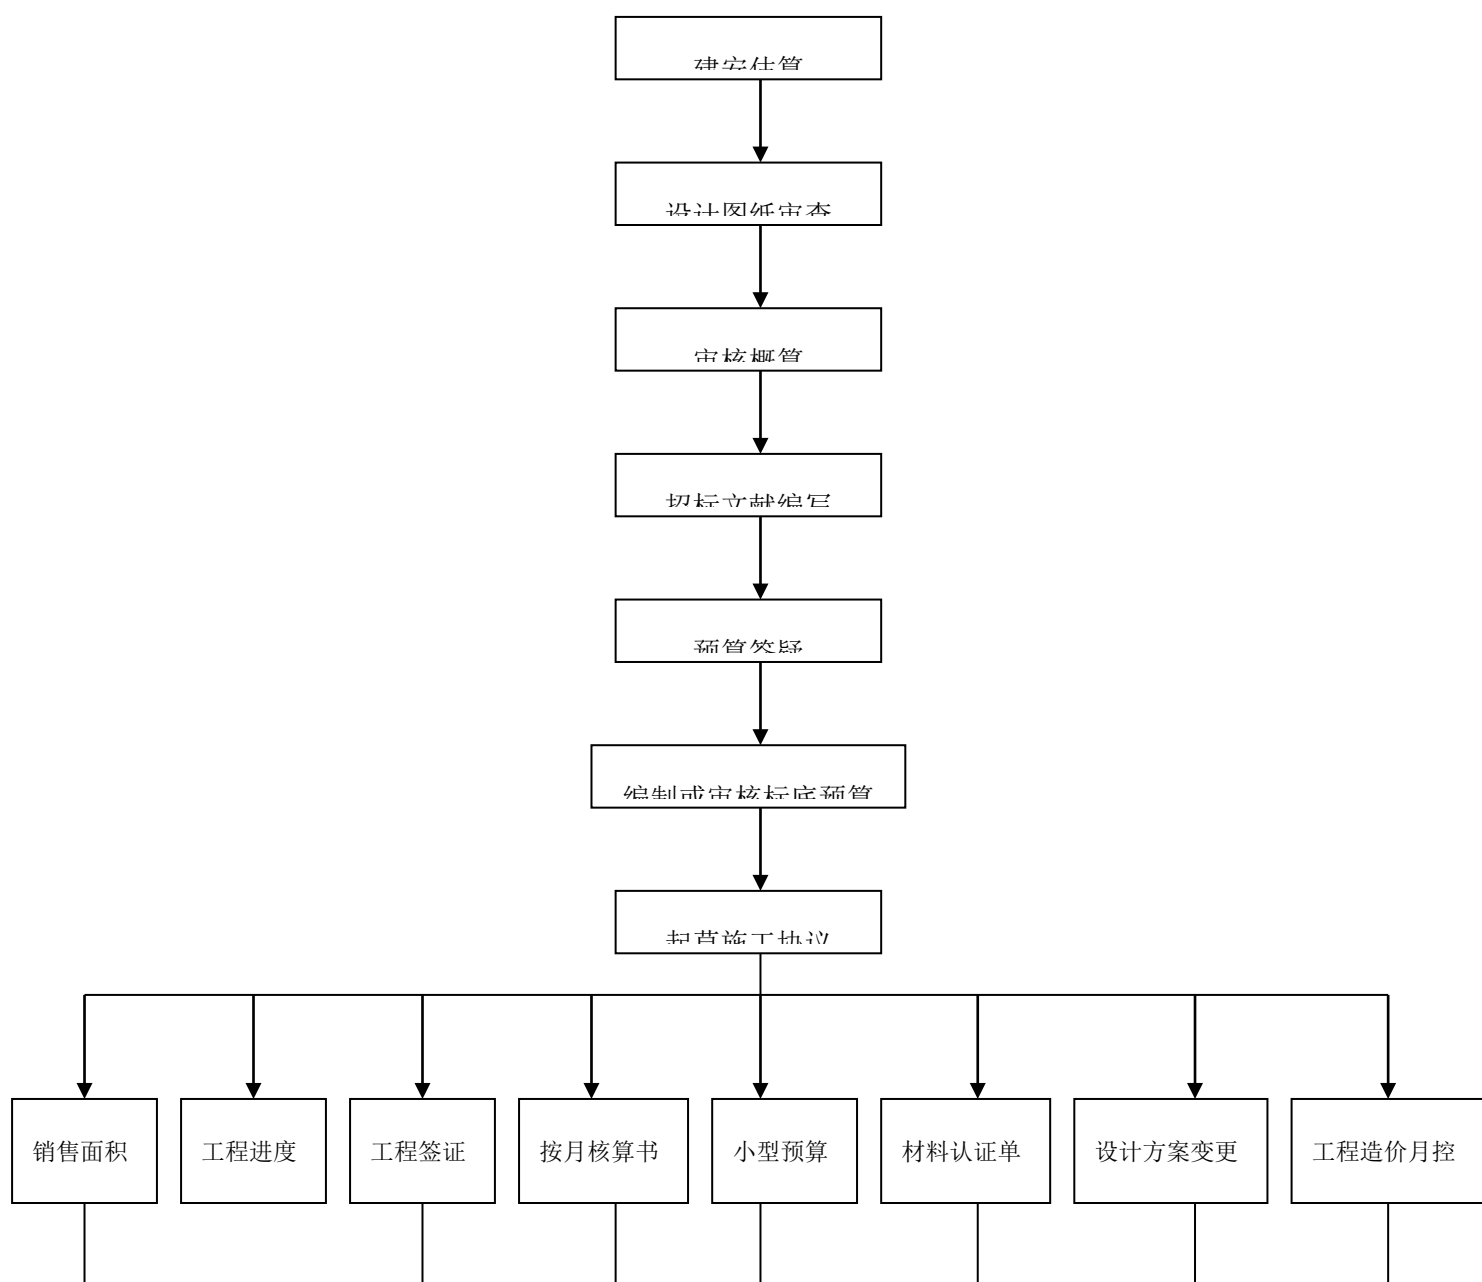 建安估算
设计图纸审查
审核概算
招标文献编写
预算答疑
编制或审核标底预算
起草施工协议
销售面积
工程进度
工程签证
按月核算书
小型预算
材料认证单
设计方案变更
工程造价月控